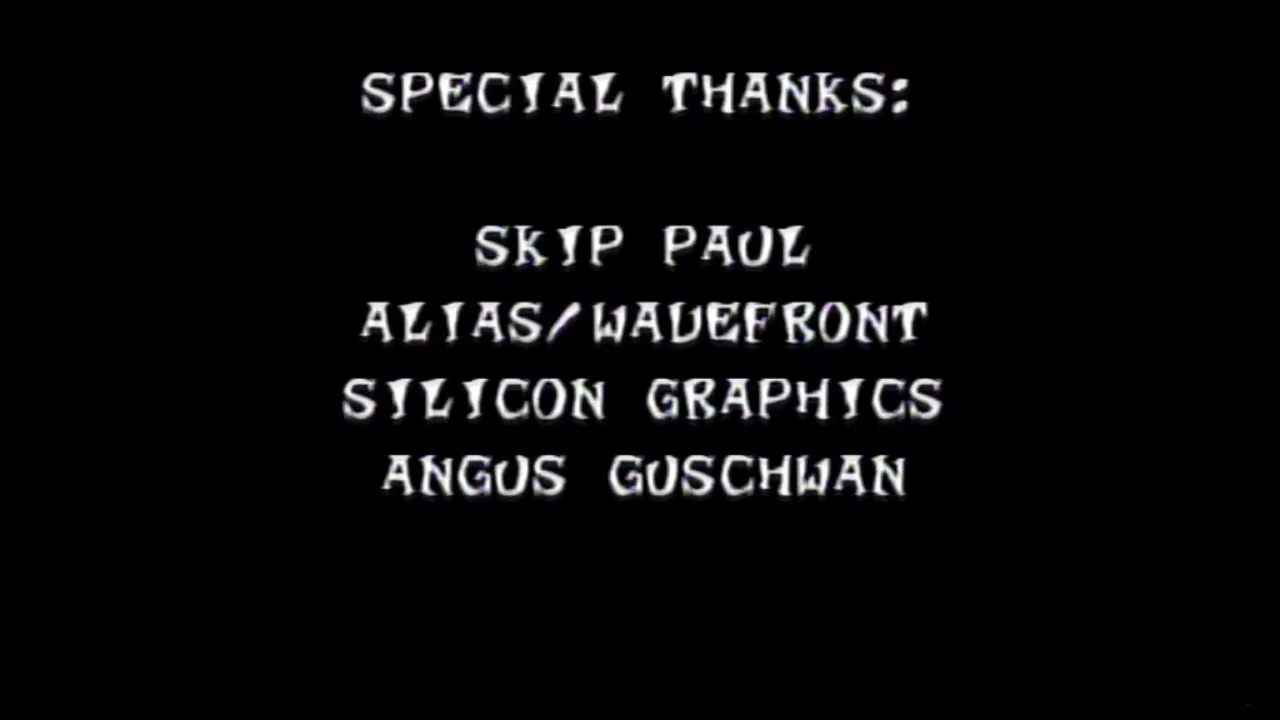 SPECIAL THANKS:
SKIP PAUL
ALIAS/WAVEFRONT
SILICON GRAPHICS
ANGUS GUSCHWAN